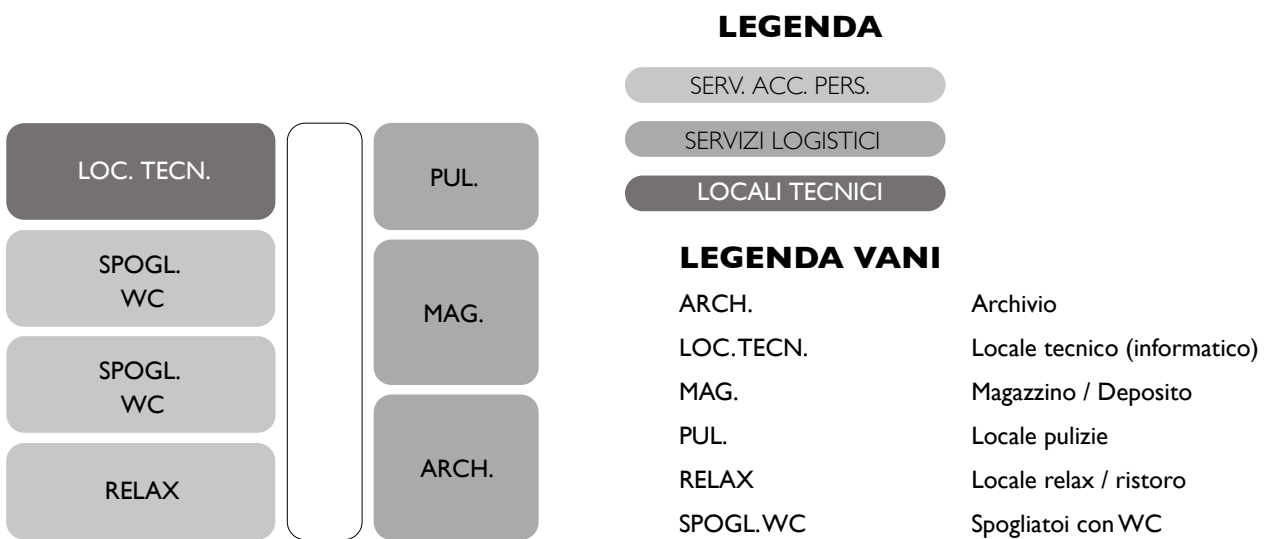 LEGENDA
SERV. ACC. PERS.
SERVIZI LOGISTICI
LOCALI TECNICI
LOC. TECN.
SPOGL.
WC
SPOGL.
WC
RELAX
PUL.
MAG.
ARCH.
LEGENDA VANI
ARCH. Archivio
LOC.TECN. Locale tecnico (informatico)
MAG. Magazzino / Deposito
PUL. Locale pulizie
RELAX Locale relax / ristoro
SPOGL.WC Spogliatoi con WC